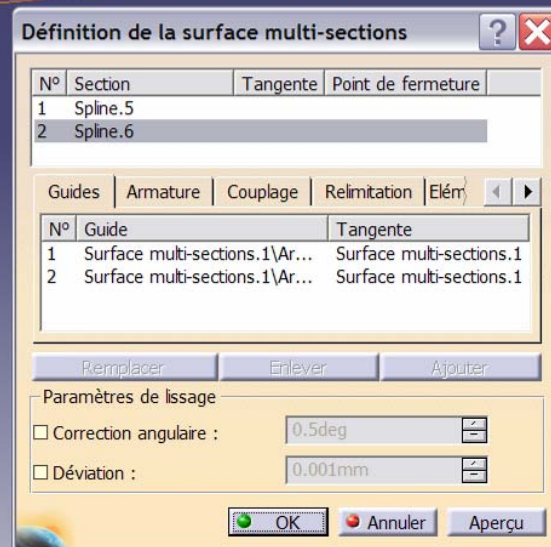 Définition de la surface multi-sections ?
N° Section Tangente Point de fermeture
1 Spline.5
2 Spline.6
Guides Armature Couplage Relimitation Elém
N° Guide Tangente
1 Surface multi-sections.1\Ar... Surface multi-sections.1
2 Surface multi-sections.1\Ar... Surface multi-sections.1
Remplacer Enlever Ajouter
Paramètres de lissage
Correction angulaire : 0.5deg
Déviation : 0.001mm
OK Annuler Aperçu